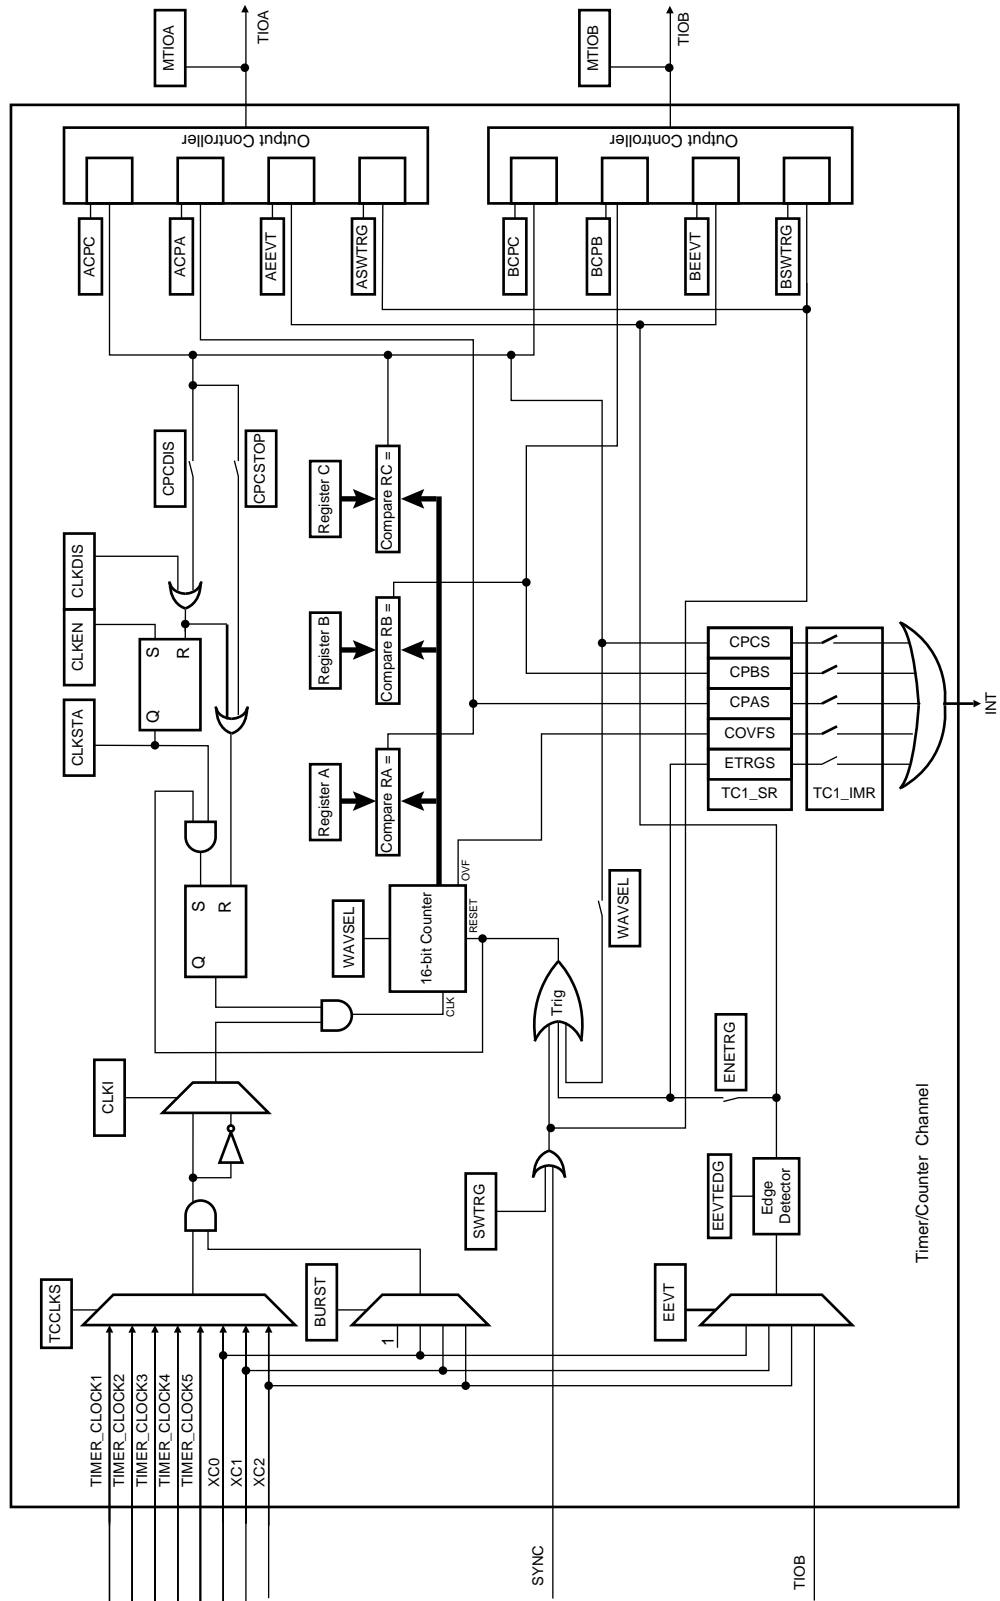 TIMER_CLOCK1
TIMER_CLOCK2
TIMER_CLOCK3
TIMER_CLOCK4
TIMER_CLOCK5
XC0
XC1
XC2
TCCLKS
CLKI
BURST
1
CLKSTA
CLKEN
CLKDIS
Q
S
R
Q
S
R
CPCDIS
CPCSTOP
WAVSEL
16-bit Counter
CLK
RESET
OVF
Register A
Compare RA =
Register B
Compare RB =
Register C
Compare RC =
ACPC
ACPA
AEEVT
ASWTRG
Output Controller
MTIOA
TIOA
BCPC
BCPB
BEEVT
BSWTRG
Output Controller
MTIOB
TIOB
SYNC
SWTRG
Trig
WAVSEL
TIOB
EEVT
EEVTEDG
Edge
Detector
ENETRG
CPCS
CPBS
CPAS
COVFS
ETRGS
TC1_SR
TC1_IMR
INT
Timer/Counter Channel